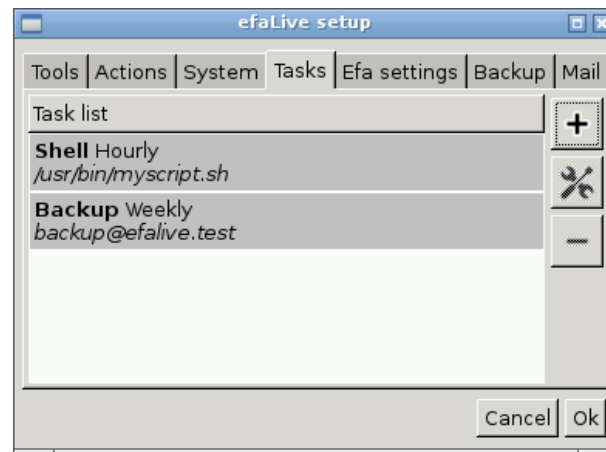 efaLive setup
Tools Actions System Tasks Efa settings Backup Mail
Task list
Shell Hourly
/usr/bin/myscript.sh
Backup Weekly
backup@efalive.test
Cancel Ok